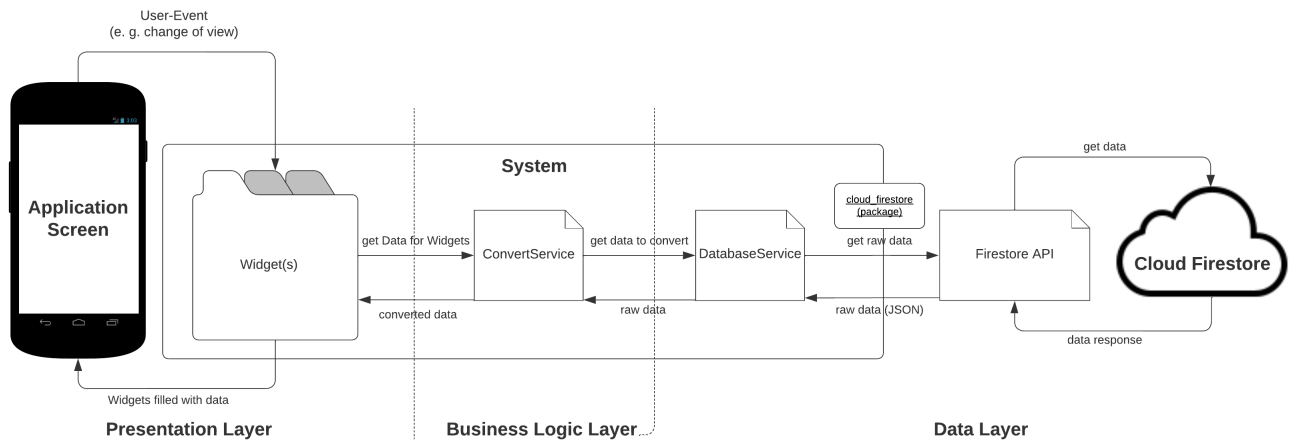 User-Event
(e. g. change of view)
3:00
Application
Screen
System
Widget(s)
get Data for Widgets
converted data
ConvertService
get data to convert
raw data
DatabaseService
cloud_firestore
(package)
get raw data
raw data (JSON)
Firestore API
get data
Cloud Firestore
data response
Widgets filled with data
Presentation Layer
Business Logic Layer
Data Layer